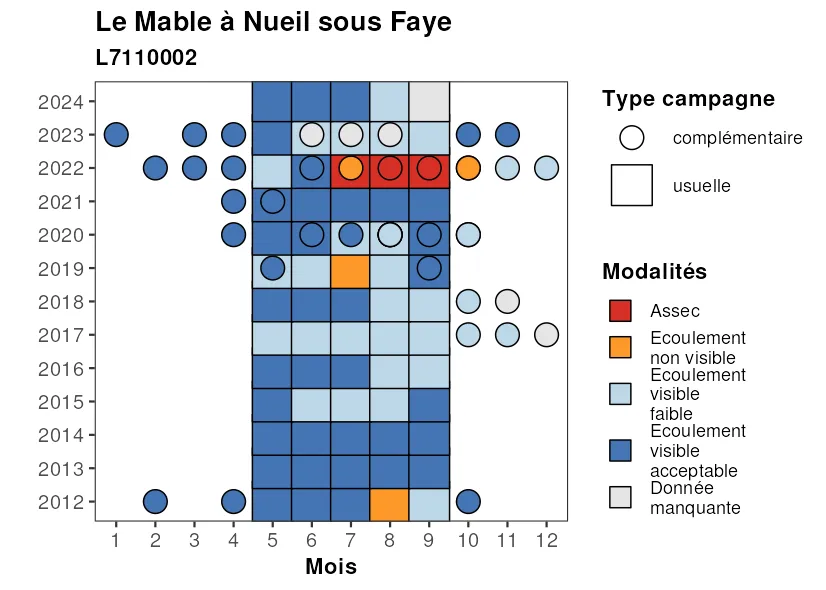 Le Mable à Nueil sous Faye
L7110002
2024
2023
2022
2021
2020
2019
2018
2017
2016
2015
2014
2013
2012
1 2 3 4 5 6 7 8 9 10 11 12
Mois
Type campagne
complémentaire
usuelle
Modalités
Assec
Ecoulement
non visible
Ecoulement
visible
faible
Ecoulement
visible
acceptable
Donnée
manquante